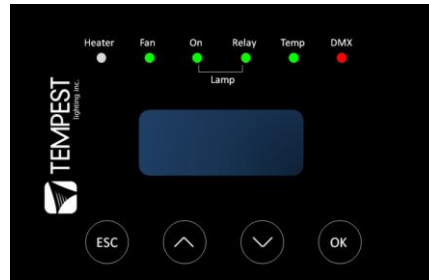 Heater Fan On Relay Temp DMX
Lamp
TEMPEST
lighting inc.
ESC OK